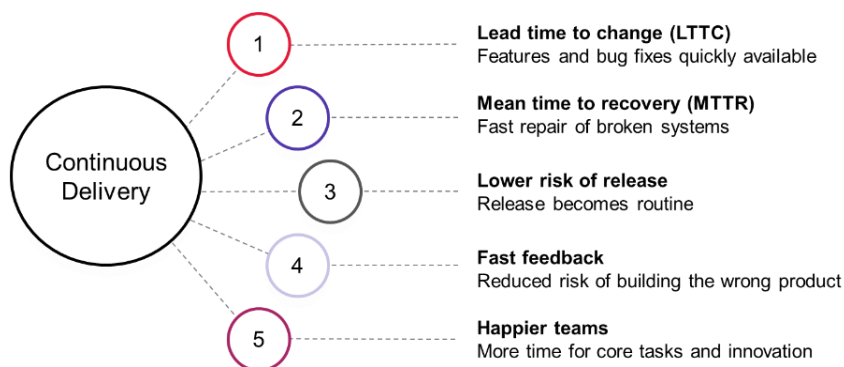 Continuous
Delivery
1
Lead time to change (LTTC)
Features and bug fixes quickly available
2
Mean time to recovery (MTTR)
Fast repair of broken systems
3
Lower risk of release
Release becomes routine
4
Fast feedback
Reduced risk of building the wrong product
5
Happier teams
More time for core tasks and innovation